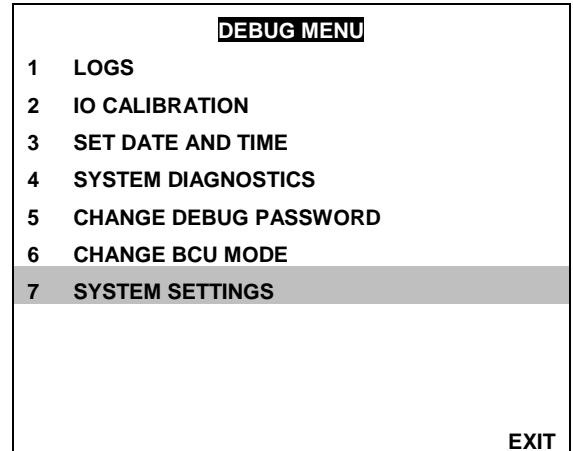 DEBUG MENU
1 LOGS
2 IO CALIBRATION
3 SET DATE AND TIME
4 SYSTEM DIAGNOSTICS
5 CHANGE DEBUG PASSWORD
6 CHANGE BCU MODE
7 SYSTEM SETTINGS
EXIT